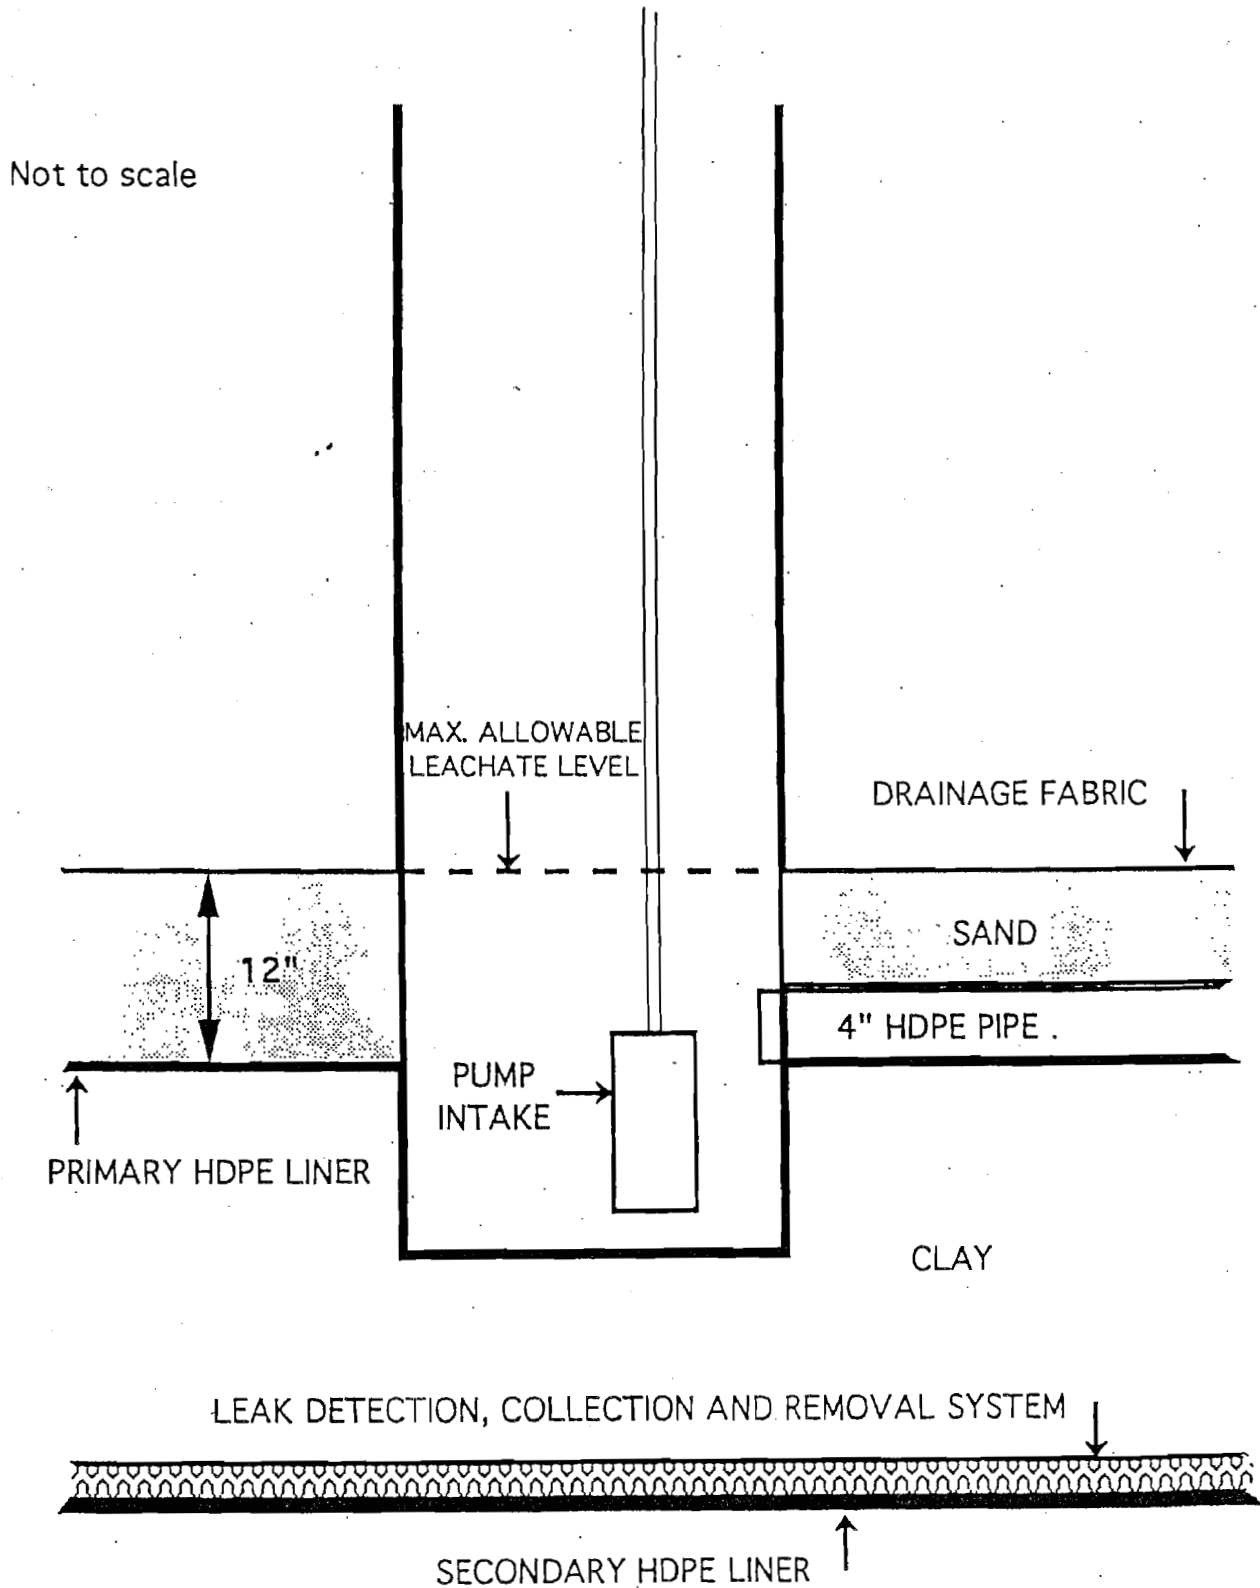 Not to scale
MAX. ALLOWABLE
LEACHATE LEVEL
DRAINAGE FABRIC
SAND
12"
4" HDPE PIPE .
PUMP
INTAKE
PRIMARY HDPE LINER
CLAY
LEAK DETECTION, COLLECTION AND REMOVAL SYSTEM
SECONDARY HDPE LINER